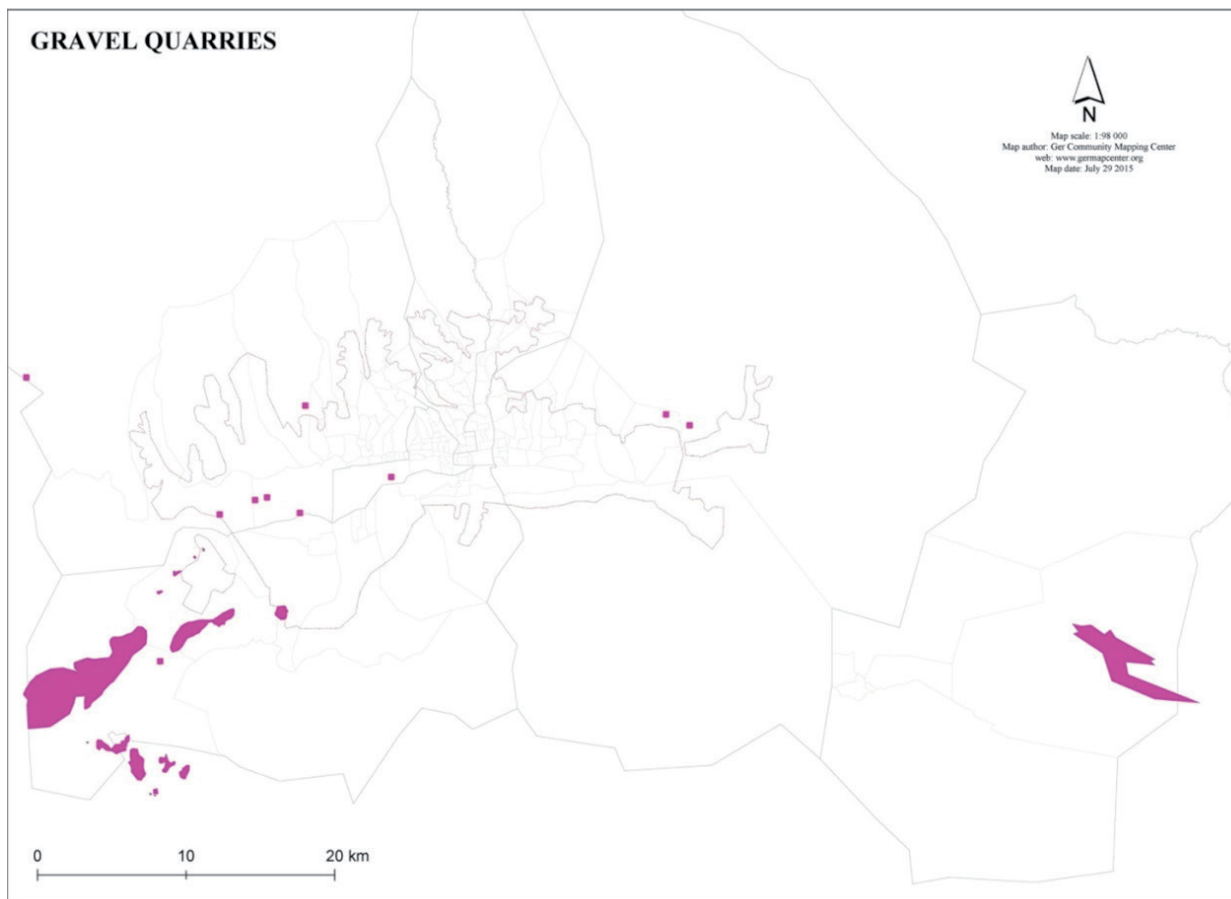 GRAVEL QUARRIES
N
Map scale: 1:98 000
Map author: Ger Community Mapping Center
web: www.germapcenter.org
Map date: July 29 2015
0 10 20 km